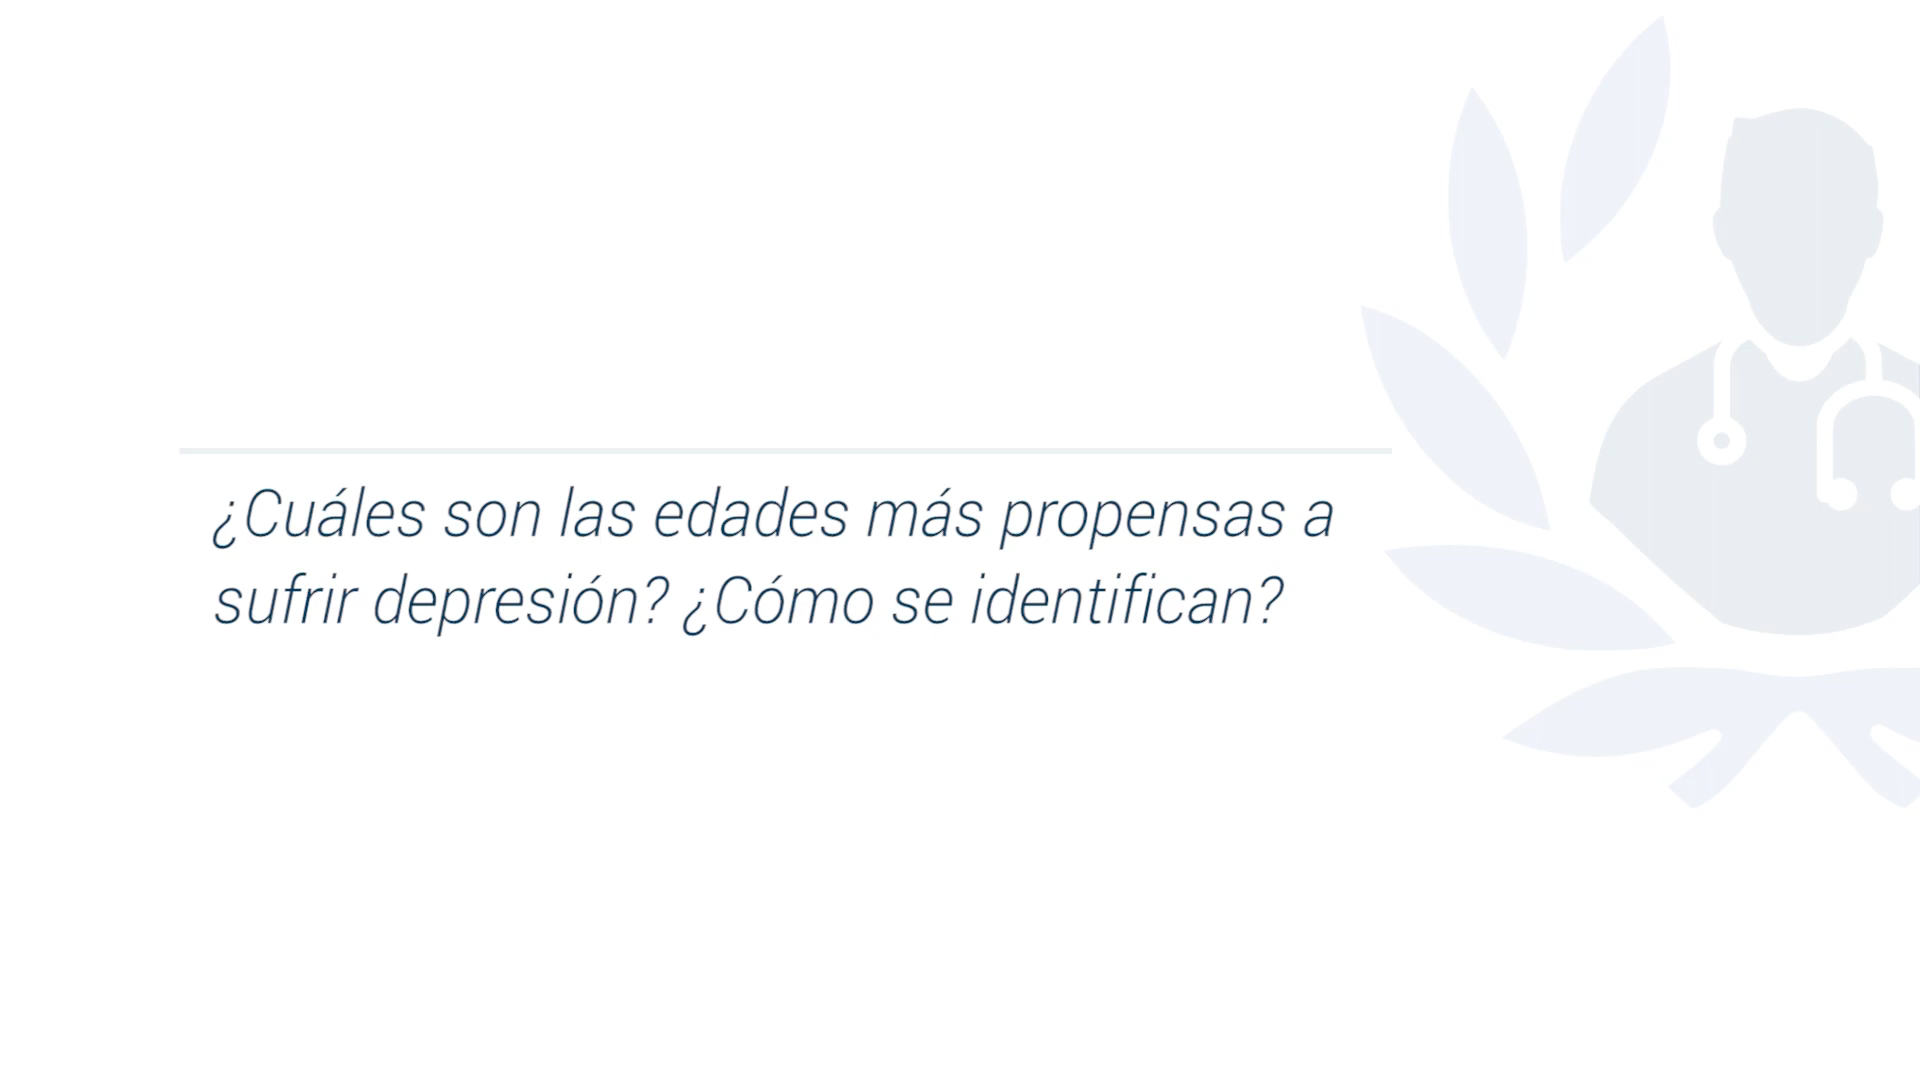 ¿Cuáles son las edades más propensas a
sufrir depresión? ¿Cómo se identifican?